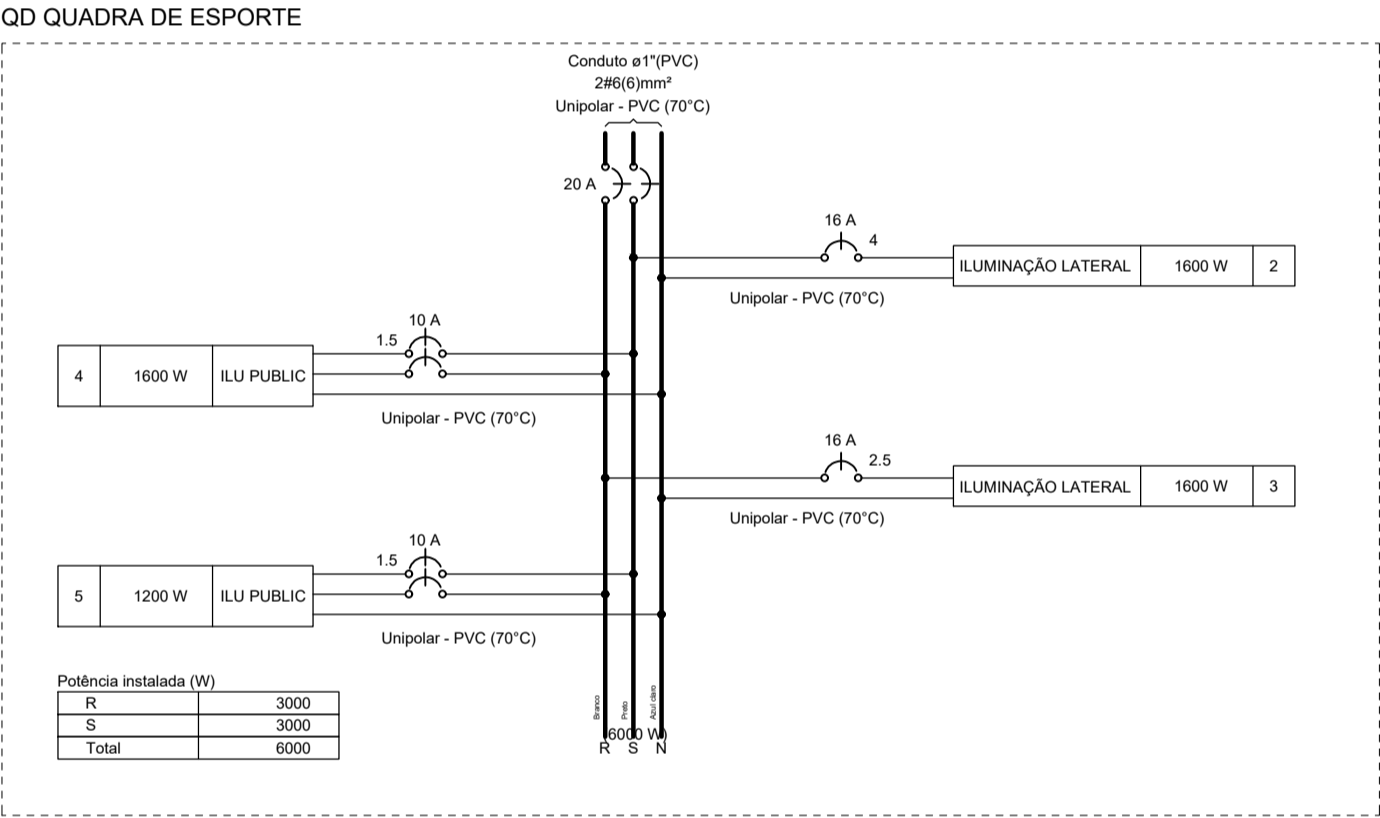 QD QUADRA DE ESPORTE
Conduto ø1"(PVC)
2#6(6)mm²
Unipolar - PVC (70°C)
20 A
16 A
4
ILUMINAÇÃO LATERAL 1600 W 2
Unipolar - PVC (70°C)
10 A
1.5
4 1600 W ILU PUBLIC
Unipolar - PVC (70°C)
16 A
2.5
ILUMINAÇÃO LATERAL 1600 W 3
Unipolar - PVC (70°C)
10 A
1.5
5 1200 W ILU PUBLIC
Unipolar - PVC (70°C)
Potência instalada (W)
R 3000
S 3000
Total 6000
Branco
Preto
Azul claro
(6000 W)
R S N